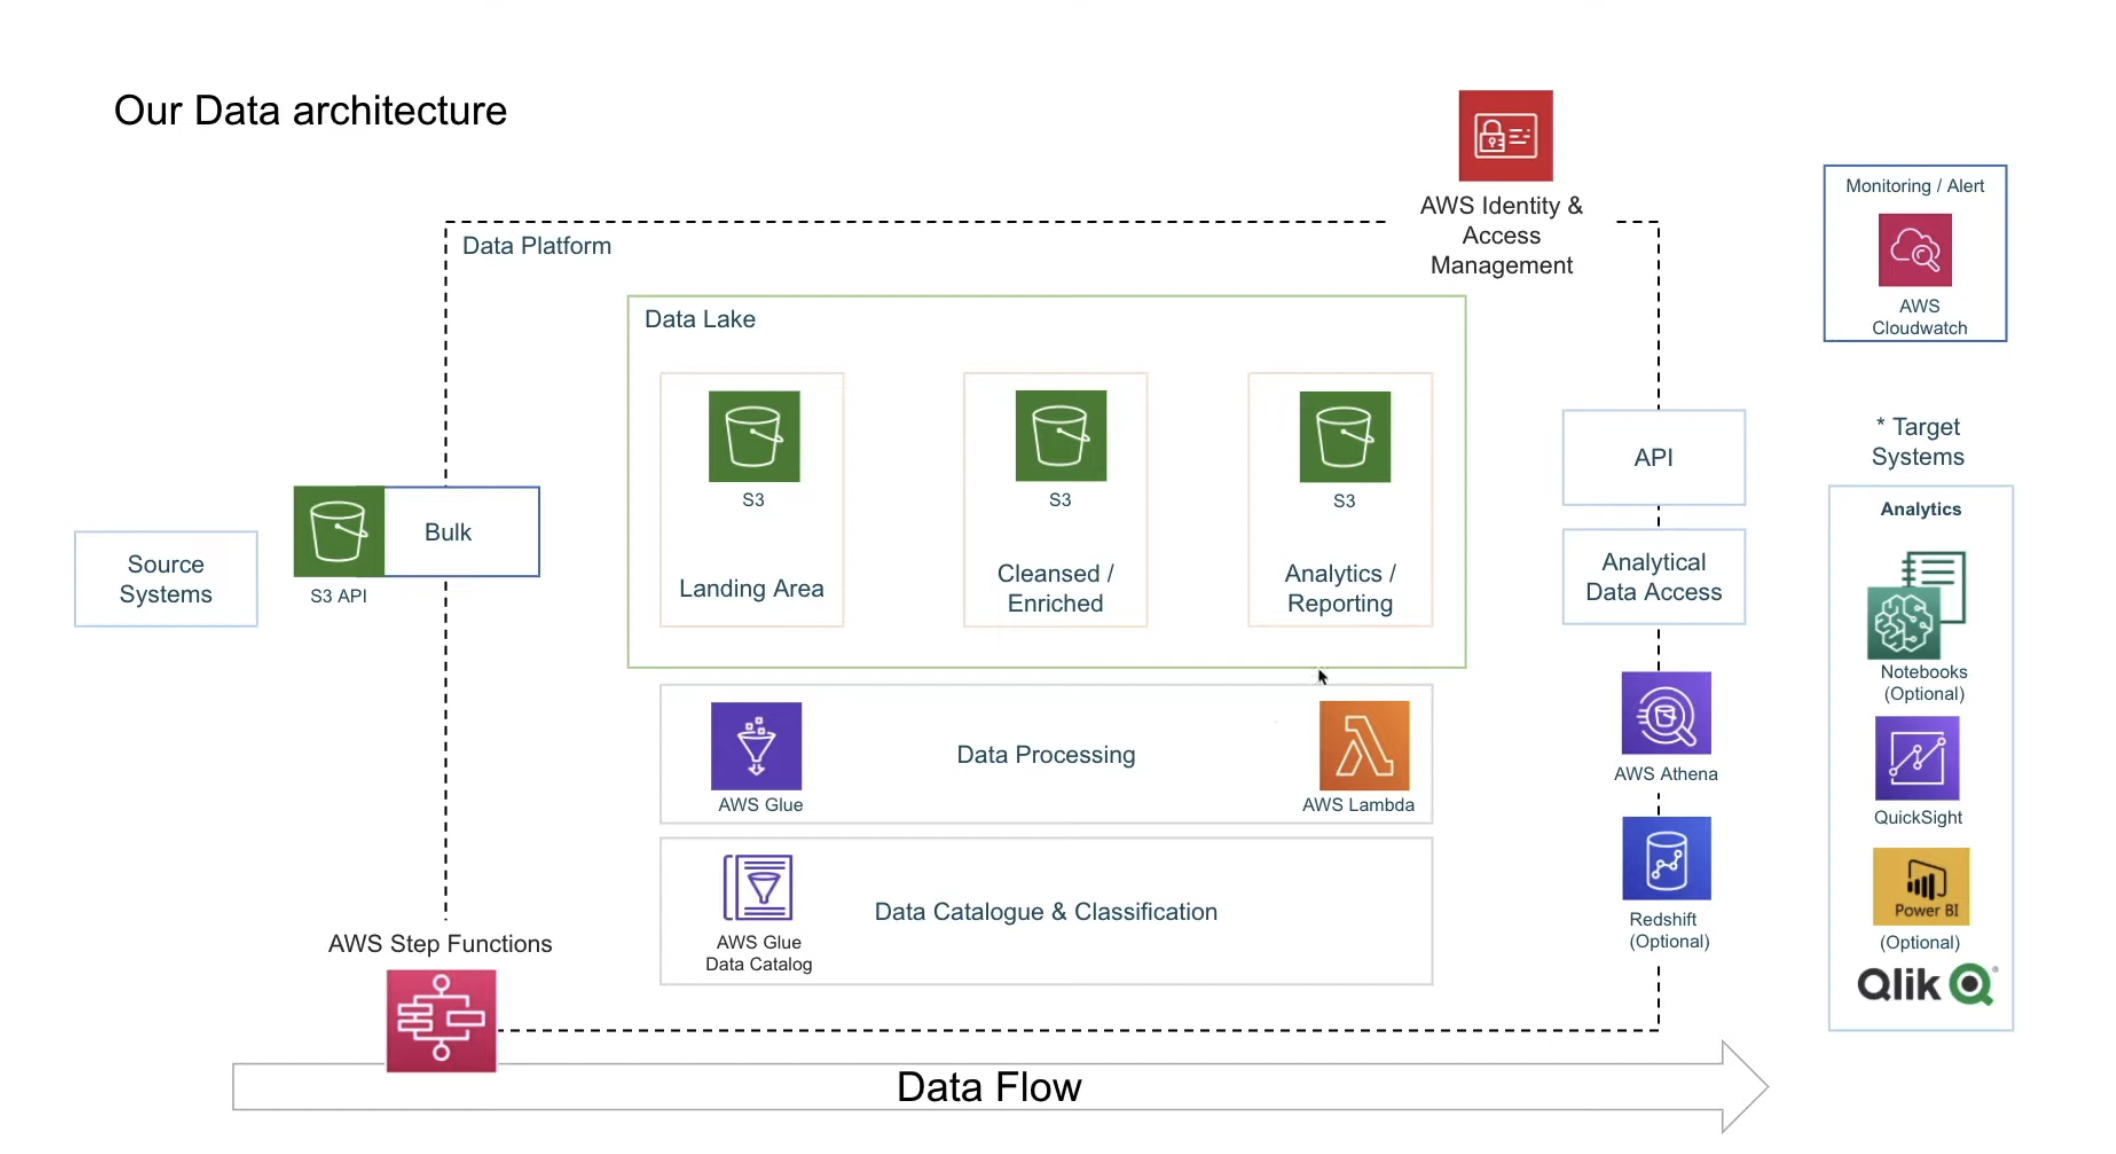 Our Data architecture
AWS Identity &
Access
Management
Monitoring / Alert
AWS
Cloudwatch
Data Platform
Data Lake
S3
Landing Area
S3
Cleansed /
Enriched
S3
Analytics /
Reporting
Source
Systems
Bulk
S3 API
API
Analytical
Data Access
* Target
Systems
Analytics
Notebooks
(Optional)
QuickSight
Power BI
(Optional)
Qlik
AWS Glue
Data Processing
AWS Lambda
AWS Athena
Redshift
(Optional)
AWS Glue
Data Catalog
Data Catalogue & Classification
AWS Step Functions
Data Flow